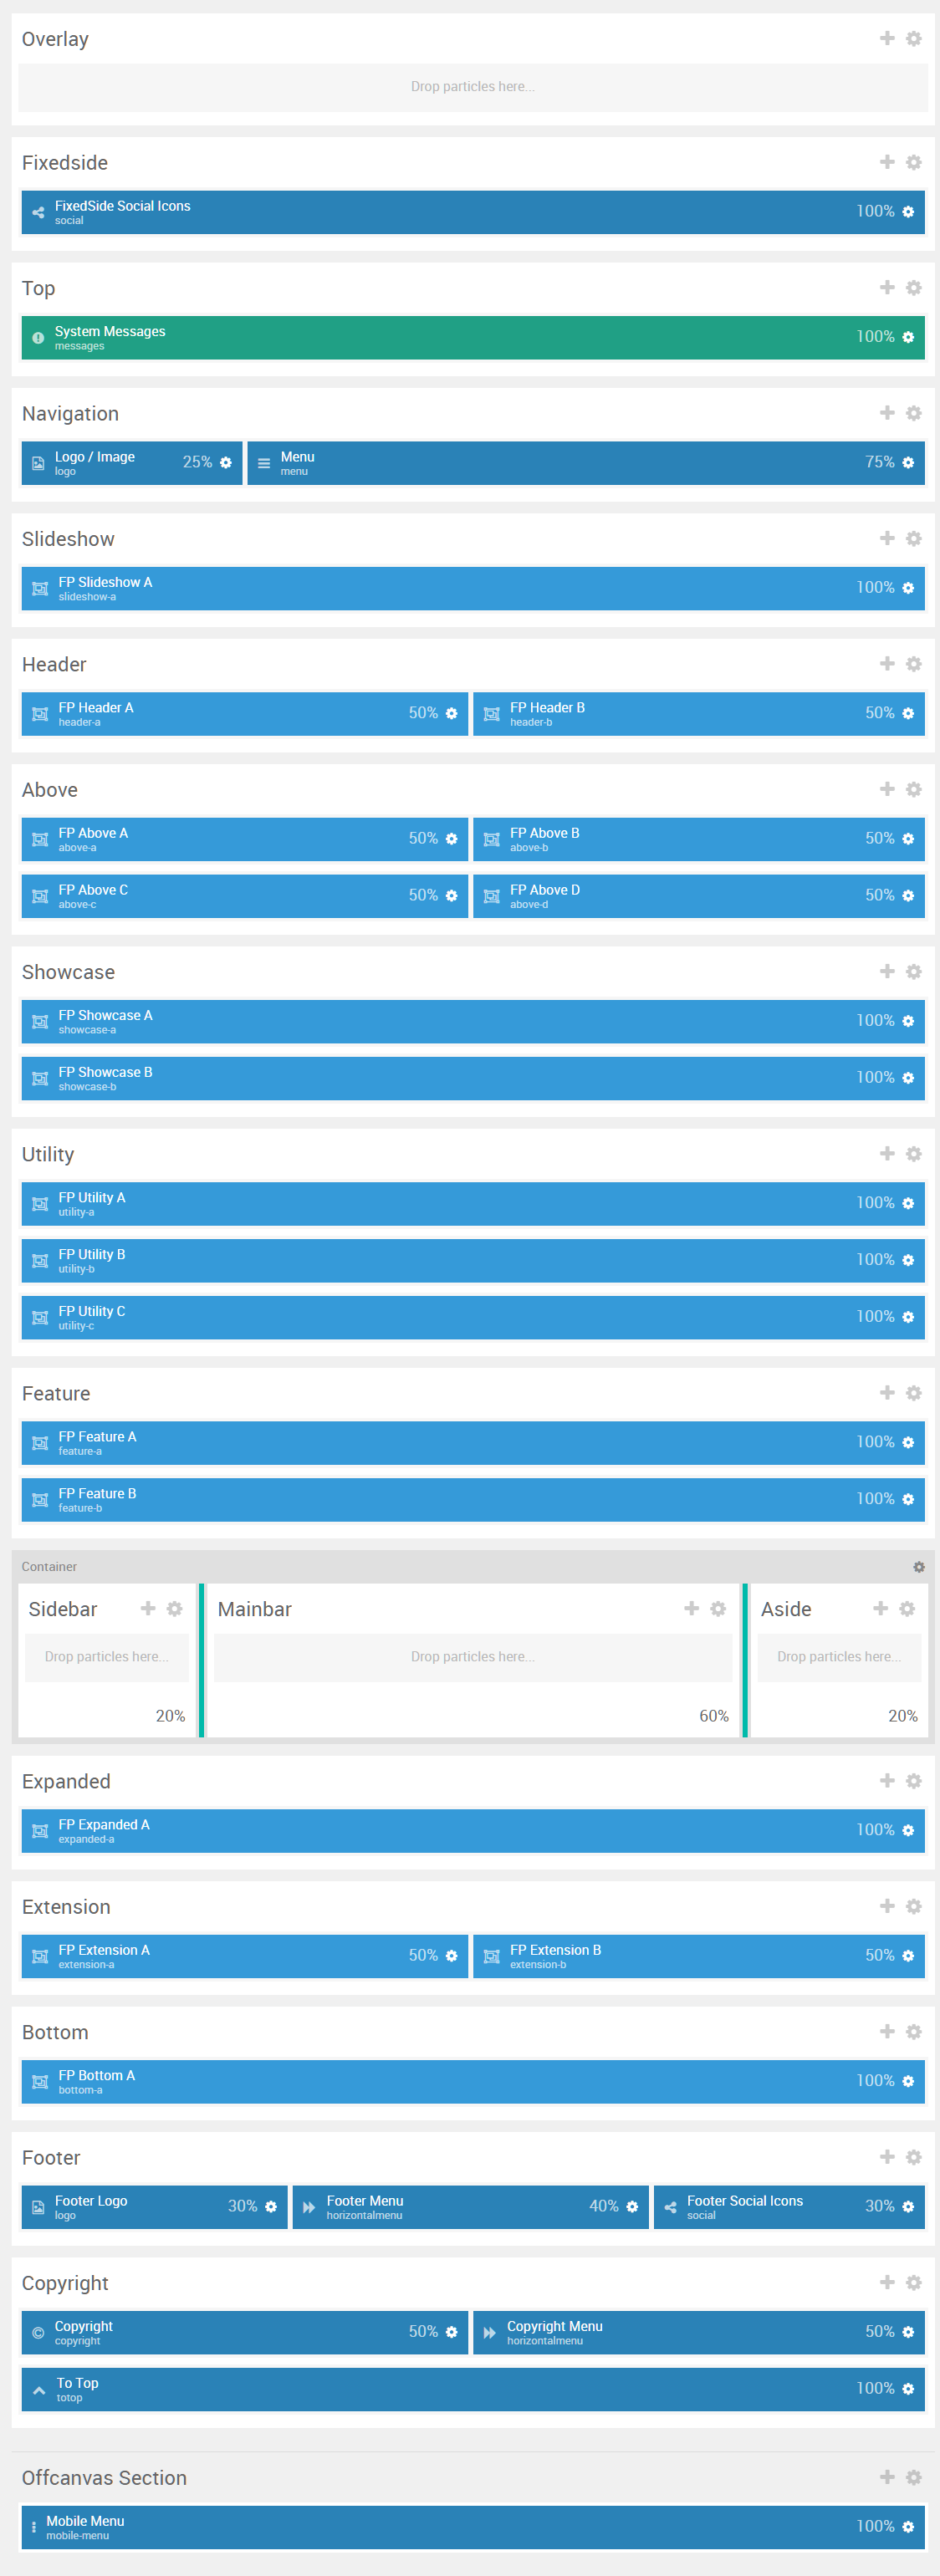 Overlay
Drop particles here...
Fixedside
FixedSide Social Icons
social
100%
Top
System Messages
messages
100%
Navigation
Logo / Image
logo
25%
Menu
menu
75%
Slideshow
FP Slideshow A
slideshow-a
100%
Header
FP Header A
header-a
50%
FP Header B
header-b
50%
Above
FP Above A
above-a
50%
FP Above B
above-b
50%
FP Above C
above-c
50%
FP Above D
above-d
50%
Showcase
FP Showcase A
showcase-a
100%
FP Showcase B
showcase-b
100%
Utility
FP Utility A
utility-a
100%
FP Utility B
utility-b
100%
FP Utility C
utility-c
100%
Feature
FP Feature A
feature-a
100%
FP Feature B
feature-b
100%
Container
Sidebar
Drop particles here...
20%
Mainbar
Drop particles here...
60%
Aside
Drop particles here...
20%
Expanded
FP Expanded A
expanded-a
100%
Extension
FP Extension A
extension-a
50%
FP Extension B
extension-b
50%
Bottom
FP Bottom A
bottom-a
100%
Footer
Footer Logo
logo
30%
Footer Menu
horizontalmenu
40%
Footer Social Icons
social
30%
Copyright
Copyright
copyright
50%
Copyright Menu
horizontalmenu
50%
To Top
totop
100%
Offcanvas Section
Mobile Menu
mobile-menu
100%